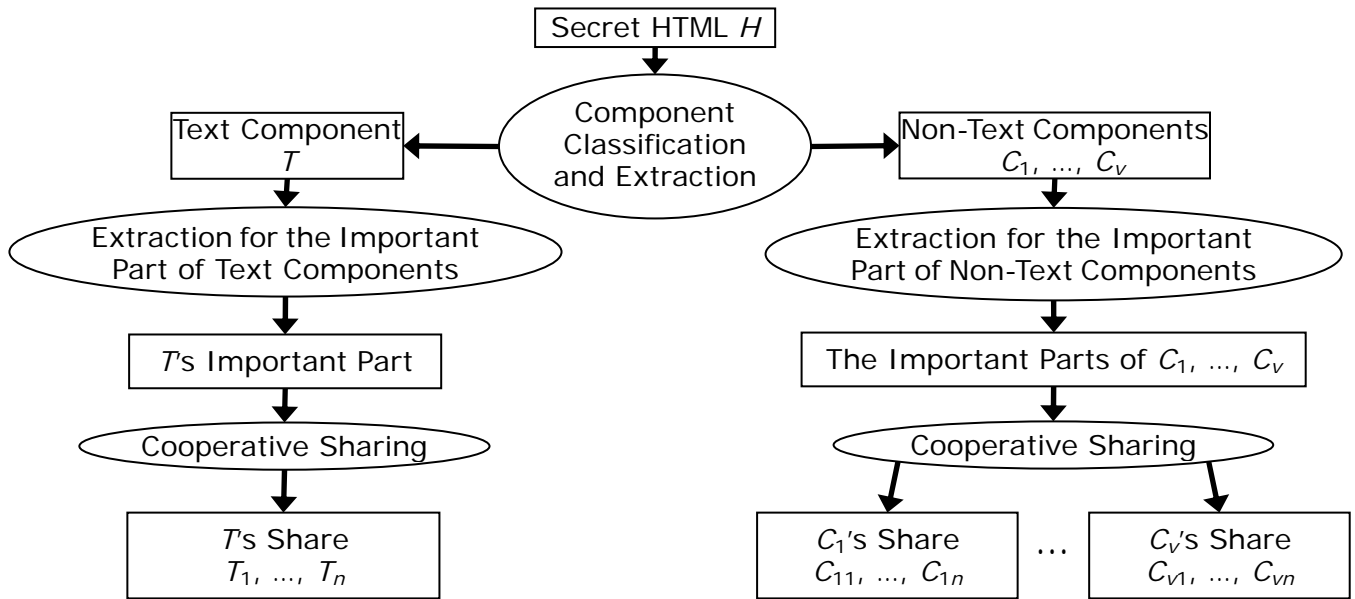 Secret HTML H
Component
Classification
and Extraction
Text Component
T
Non-Text Components
C₁, ..., Cᵥ
Extraction for the Important
Part of Text Components
Extraction for the Important
Part of Non-Text Components
T's Important Part
The Important Parts of C₁, ..., Cᵥ
Cooperative Sharing
Cooperative Sharing
T's Share
T₁, ..., Tₙ
C₁'s Share
C₁₁, ..., C₁ₙ
...
Cᵥ's Share
Cᵥ₁, ..., Cᵥₙ